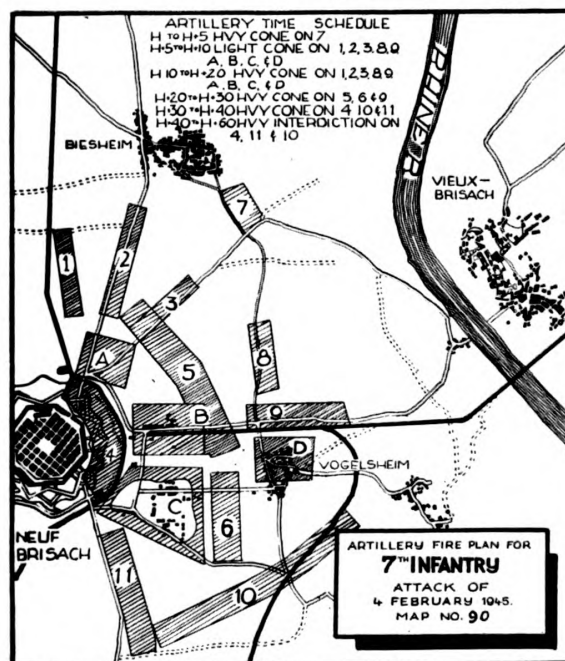 ARTILLERY TIME SCHEDULE
H TO H+5 HVY CONE ON 7
H+5 TO H+10 LIGHT CONE ON 1, 2, 3, 8, 9
A, B, C, & D
H 10 TO H+20 HVY CONE ON 1, 2, 3, 8, 9
A, B, C, & D
H+20 TO H+30 HVY CONE ON 5, 6 & 9
H+30 TO H+40 HVY CONE ON 4 10 & 11
H+40 TO H+60 HVY INTERDICTION ON
4, 11 & 10
BIESHEIM
RHINE R
VIEUX-
BRISACH
7
1
2
3
A
5
8
B
9
4
D
VOGELSHEIM
C
6
NEUF
BRISACH
11
10
ARTILLERY FIRE PLAN FOR
7TH INFANTRY
ATTACK OF
4 FEBRUARY 1945.
MAP NO. 90